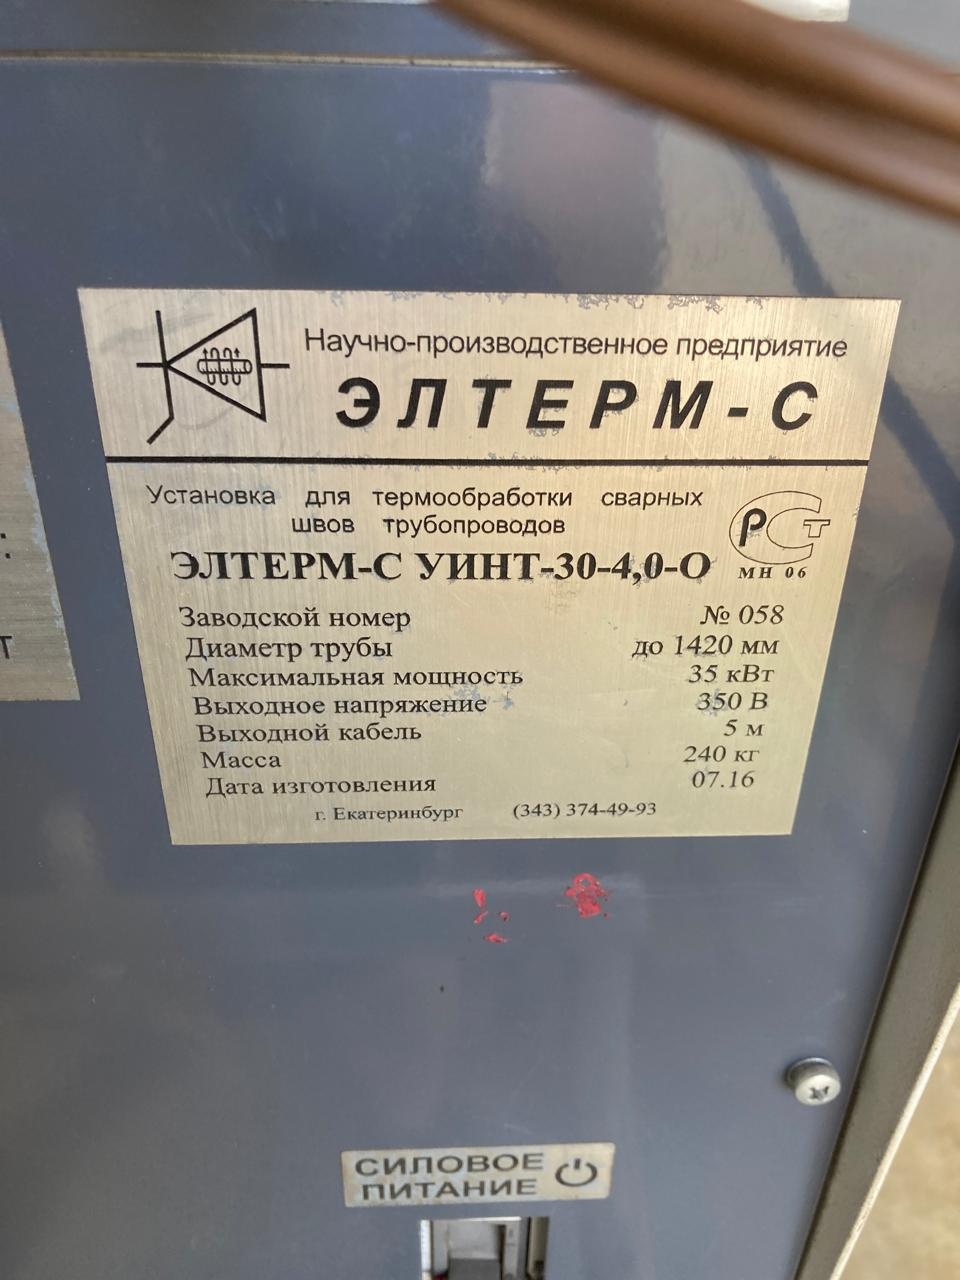 Научно-производственное предприятие
ЭЛТЕРМ-С
Установка для термообработки сварных
швов трубопроводов
ЭЛТЕРМ-С УИНТ-30-4,0-О
РСТ
МН 06
Заводской номер № 058
Диаметр трубы до 1420 мм
Максимальная мощность 35 кВт
Выходное напряжение 350 В
Выходной кабель 5 м
Масса 240 кг
Дата изготовления 07.16
г. Екатеринбург (343) 374-49-93
СИЛОВОЕ
ПИТАНИЕ